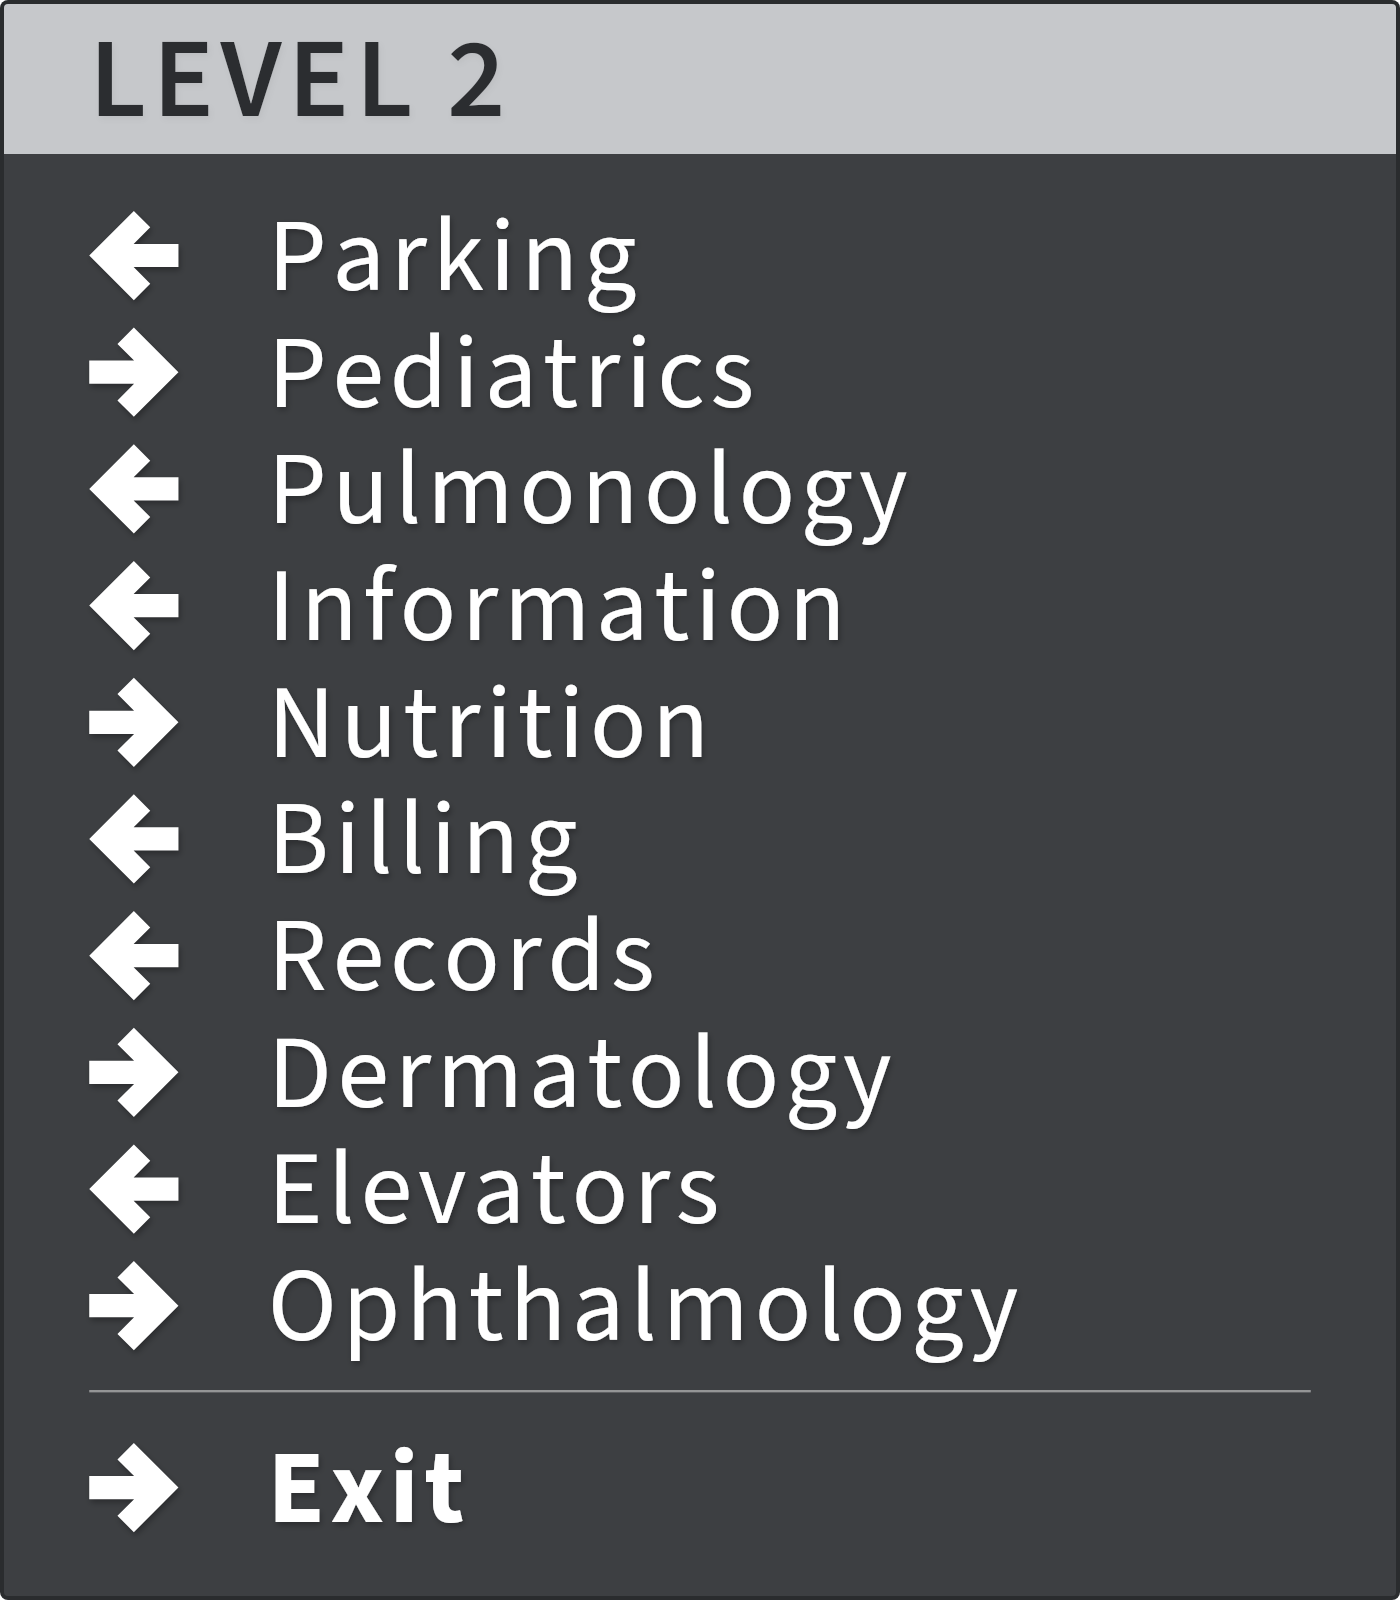 LEVEL 2
← Parking
→ Pediatrics
← Pulmonology
← Information
→ Nutrition
← Billing
← Records
→ Dermatology
← Elevators
→ Ophthalmology
→ Exit